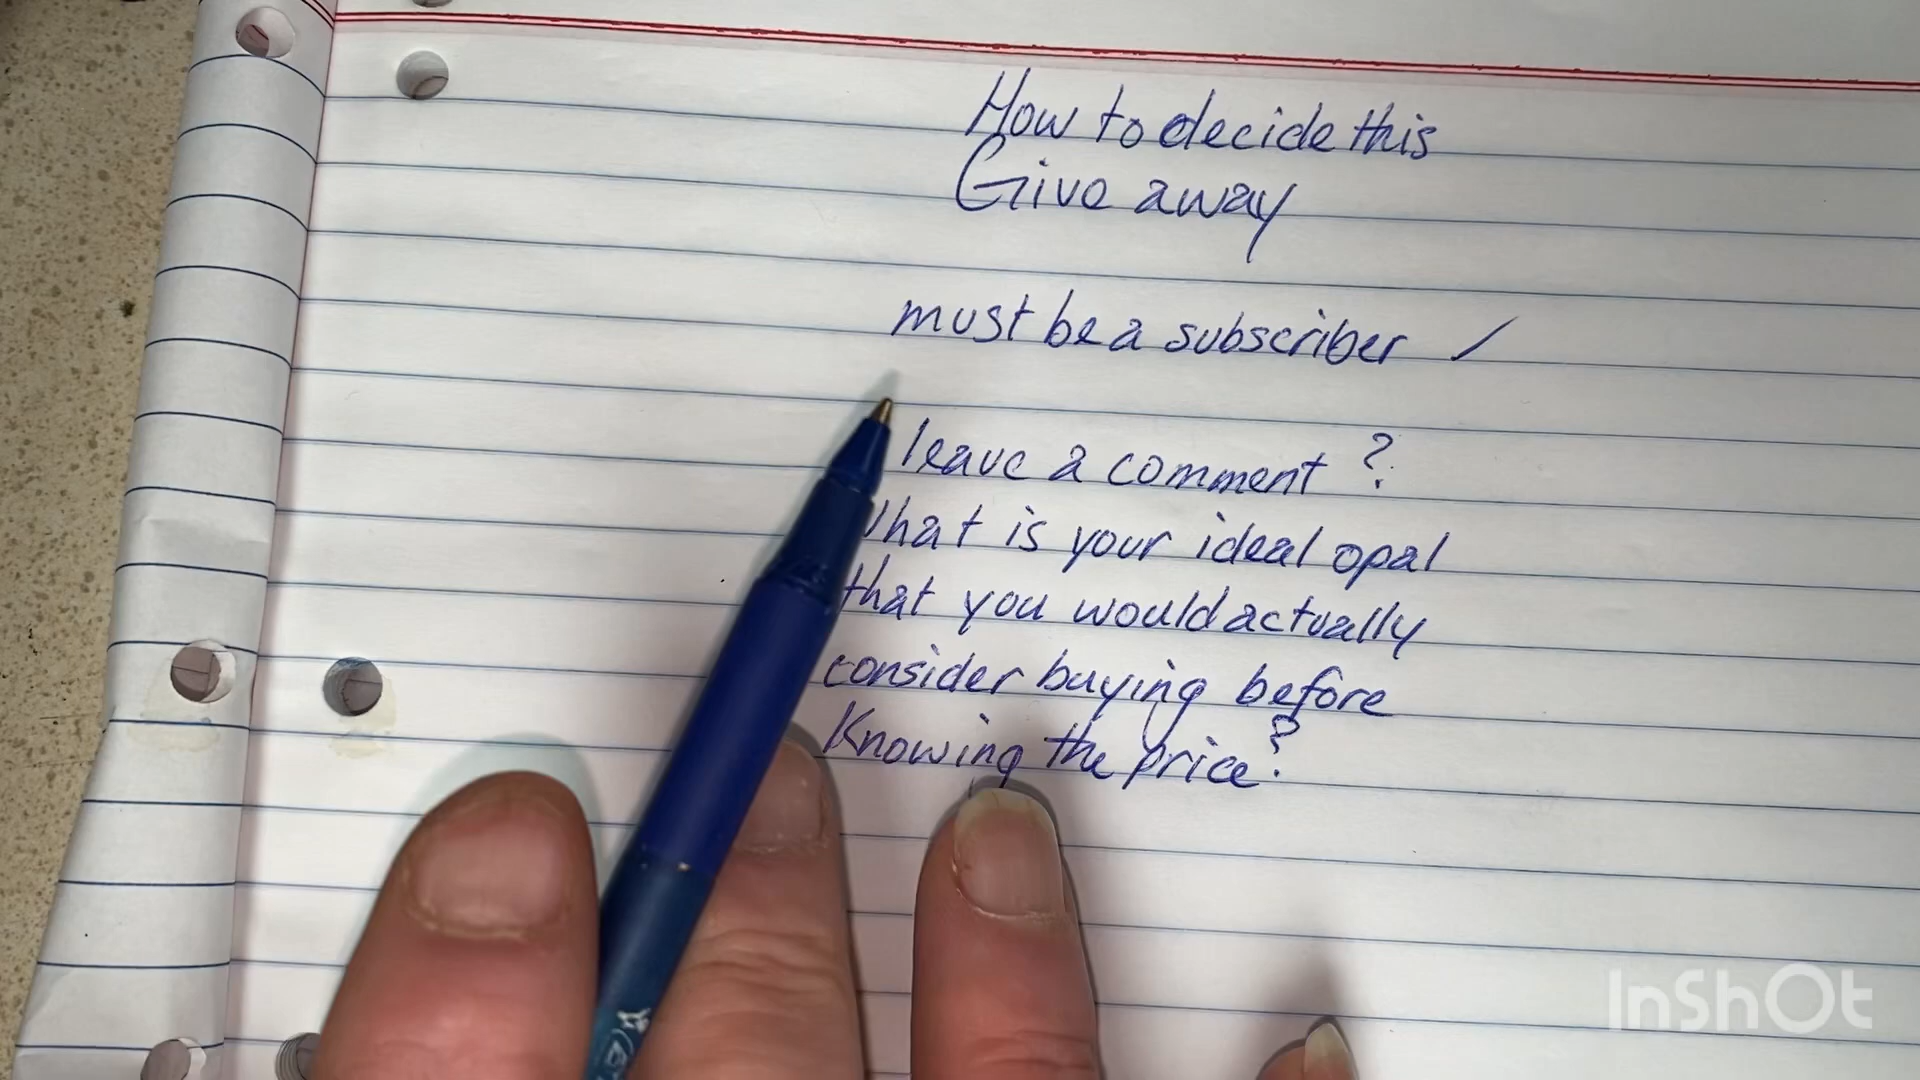 How to decide this
Give away
must be a subscriber
leave a comment ?
What is your ideal opal
that you would actually
consider buying before
Knowing the price?
InShOt